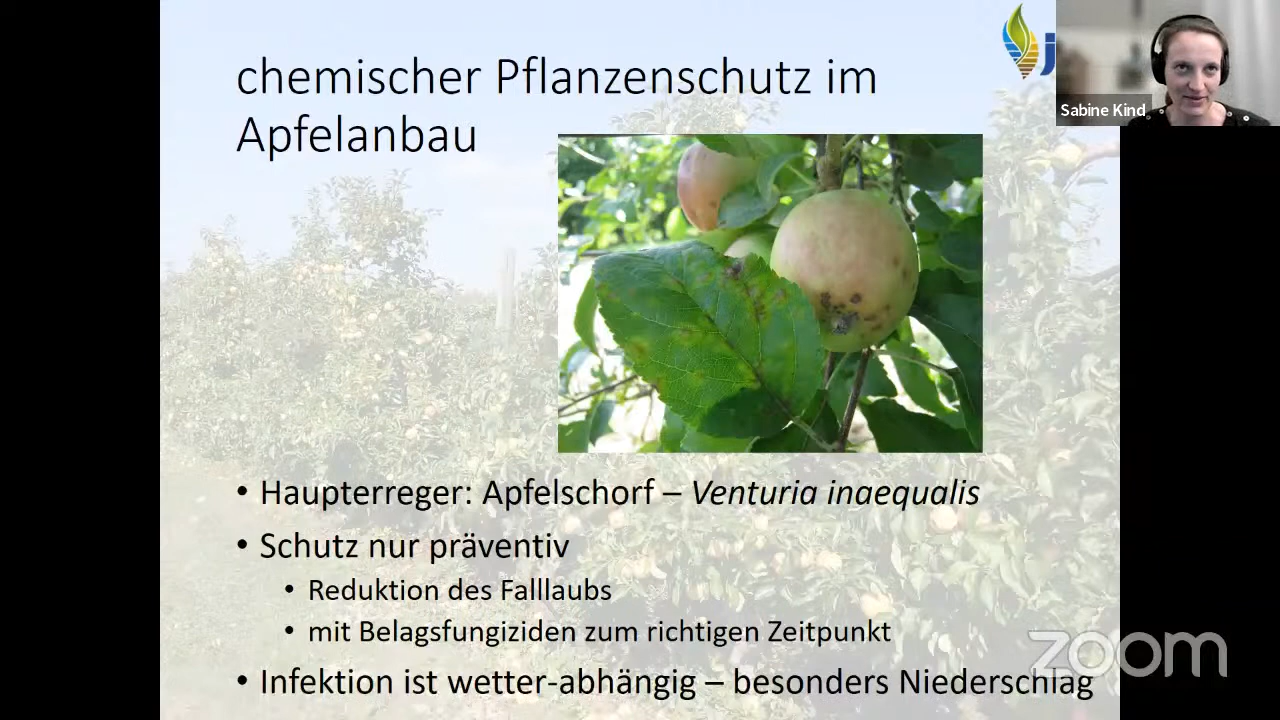 chemischer Pflanzenschutz im
Apfelanbau
Sabine Kind
• Haupterreger: Apfelschorf – Venturia inaequalis
• Schutz nur präventiv
• Reduktion des Falllaubs
• mit Belagsfungiziden zum richtigen Zeitpunkt
• Infektion ist wetter-abhängig – besonders Niederschlag
zoom